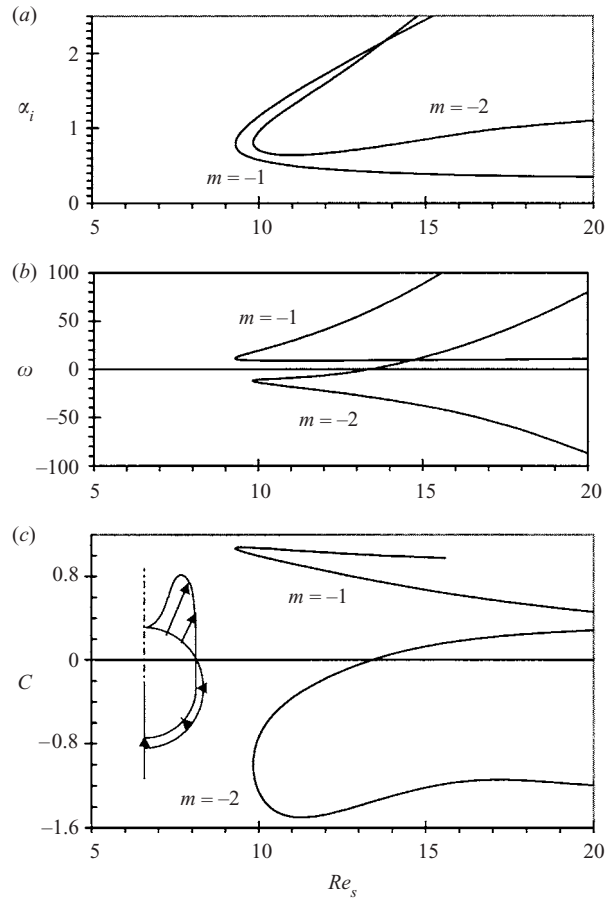 (a)
2
α_i
m = –2
1
m = –1
0
5
10
15
20
(b)
100
m = –1
50
ω
0
–50
m = –2
–100
5
10
15
20
(c)
0.8
m = –1
C
0
–0.8
m = –2
–1.6
5
10
15
20
Re_s